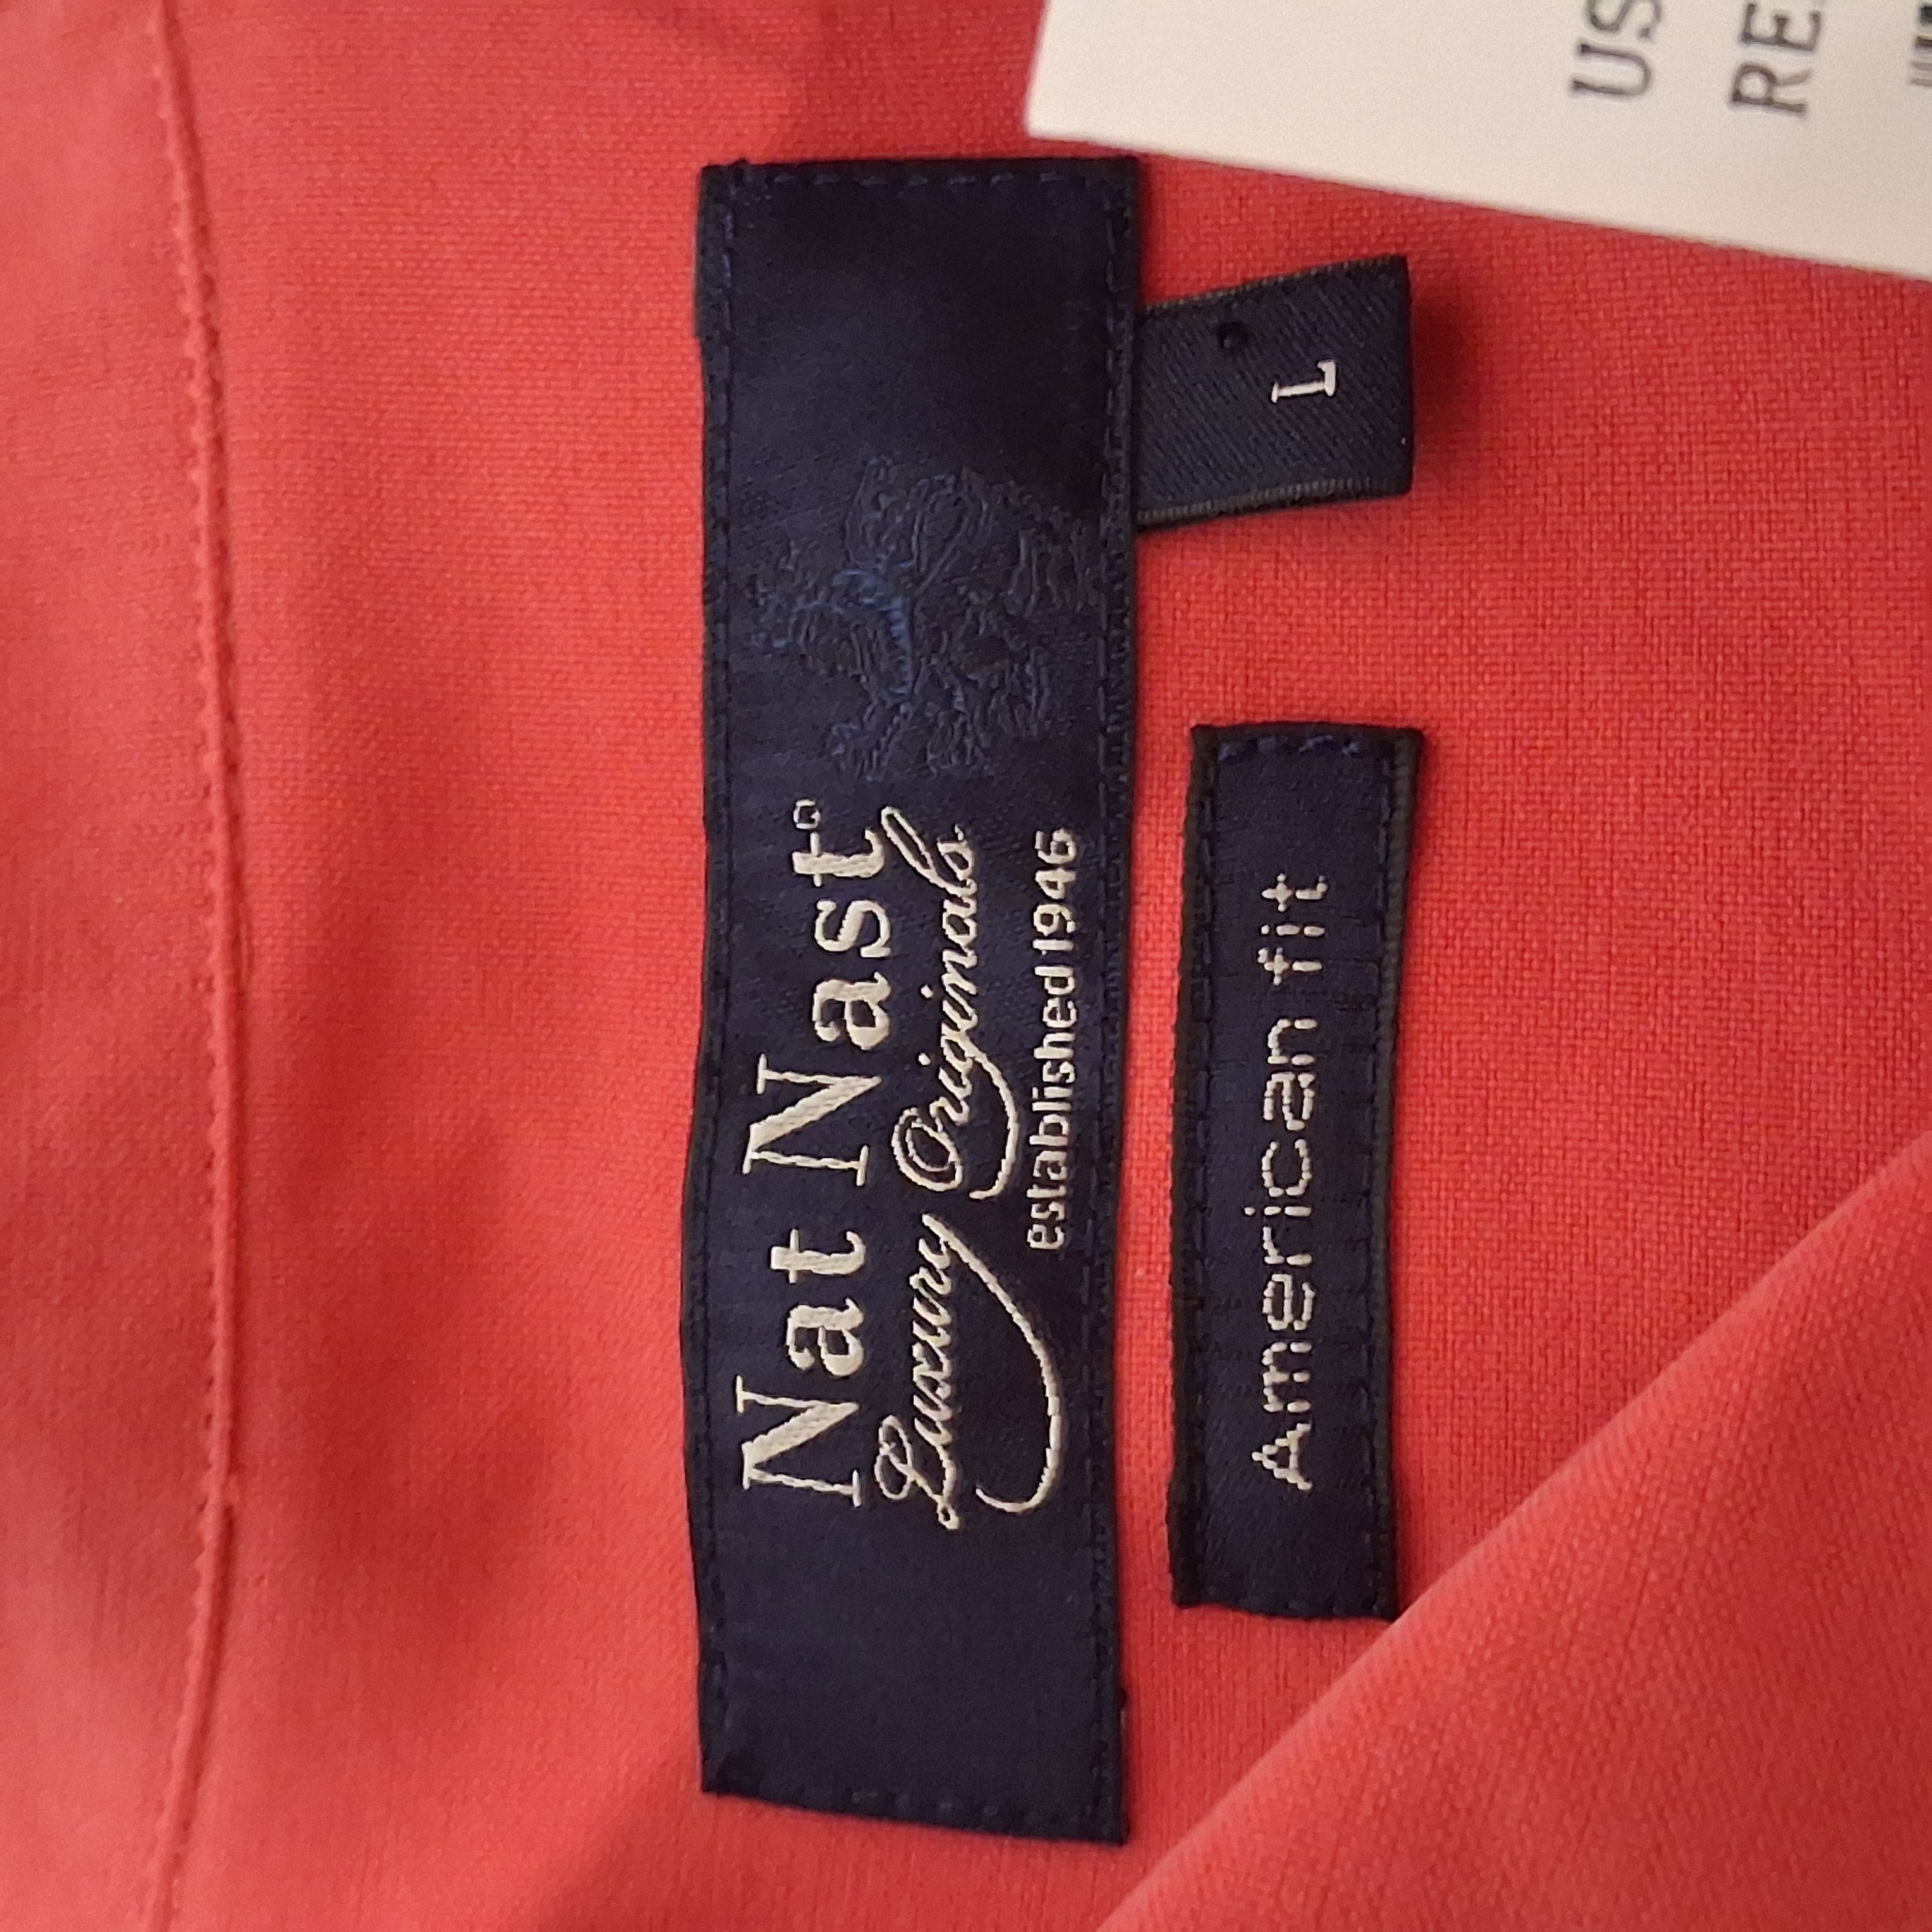 Nat Nast
Luxury Originals
established 1946
L
American fit
US
RE